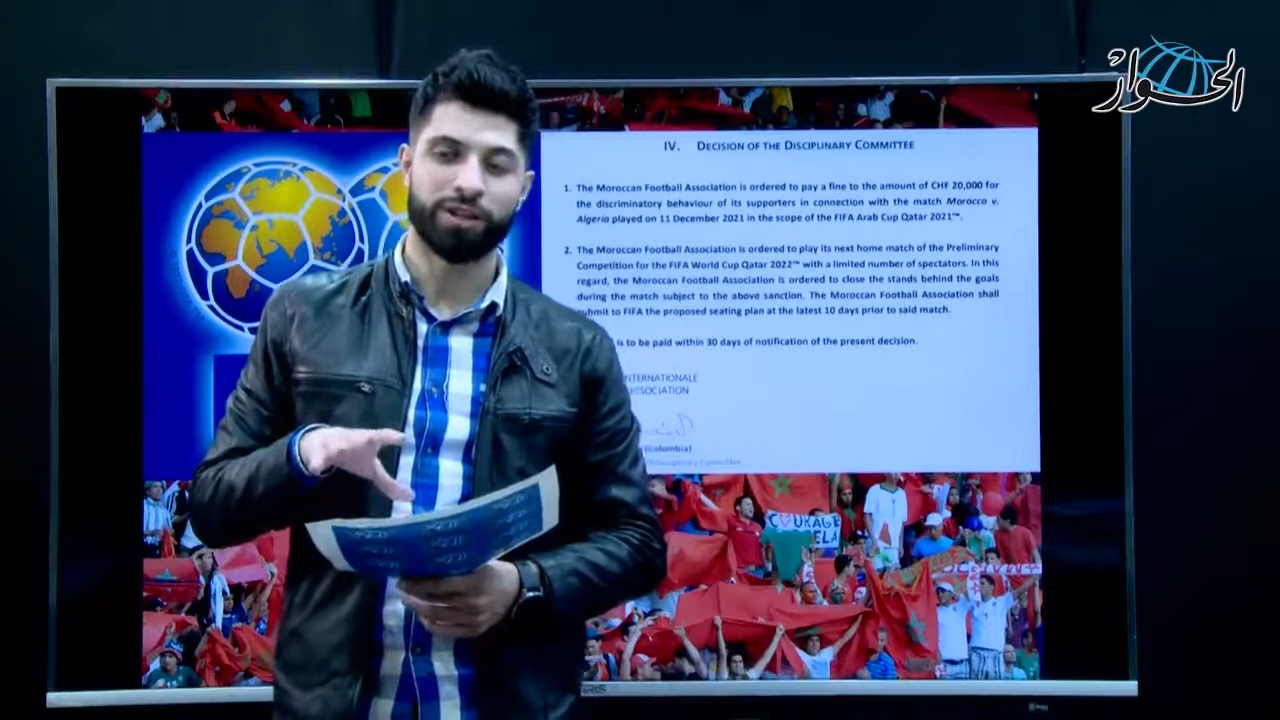 الحوار
IV. DECISION OF THE DISCIPLINARY COMMITTEE
1. The Moroccan Football Association is ordered to pay a fine to the amount of CHF 20,000 for
the discriminatory behaviour of its supporters in connection with the match Morocco v.
Algeria played on 11 December 2021 in the scope of the FIFA Arab Cup Qatar 2021™.
2. The Moroccan Football Association is ordered to play its next home match of the Preliminary
Competition for the FIFA World Cup Qatar 2022™ with a limited number of spectators. In this
regard, the Moroccan Football Association is ordered to close the stands behind the goals
during the match subject to the above sanction. The Moroccan Football Association shall
submit to FIFA the proposed seating plan at the latest 10 days prior to said match.
is to be paid within 30 days of notification of the present decision.
INTERNATIONALE
ASSOCIATION
(Colombia)
Disciplinary Committee
COURAGE